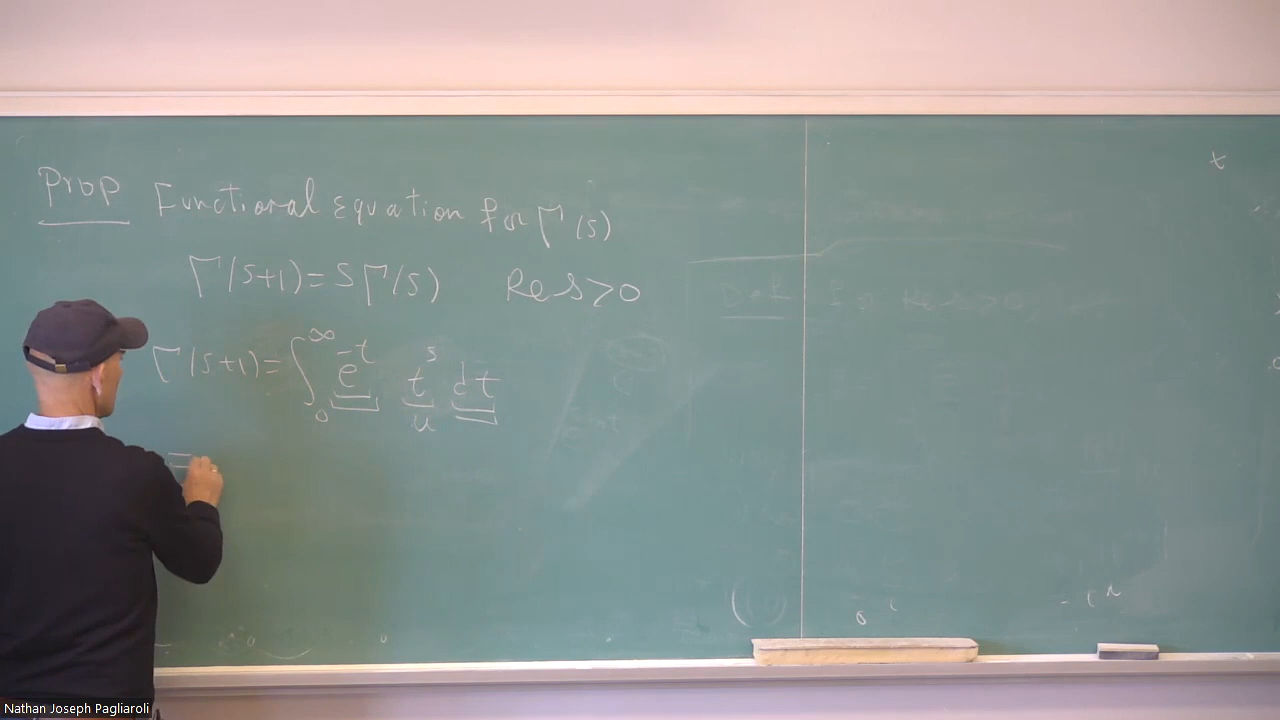 Prop Functional Equation for Γ(s)
Γ(s+1)=sΓ(s) Re s>0
Γ(s+1)=∫₀^∞ e^{-t} t^s dt
u
=
t
Nathan Joseph Pagliaroli